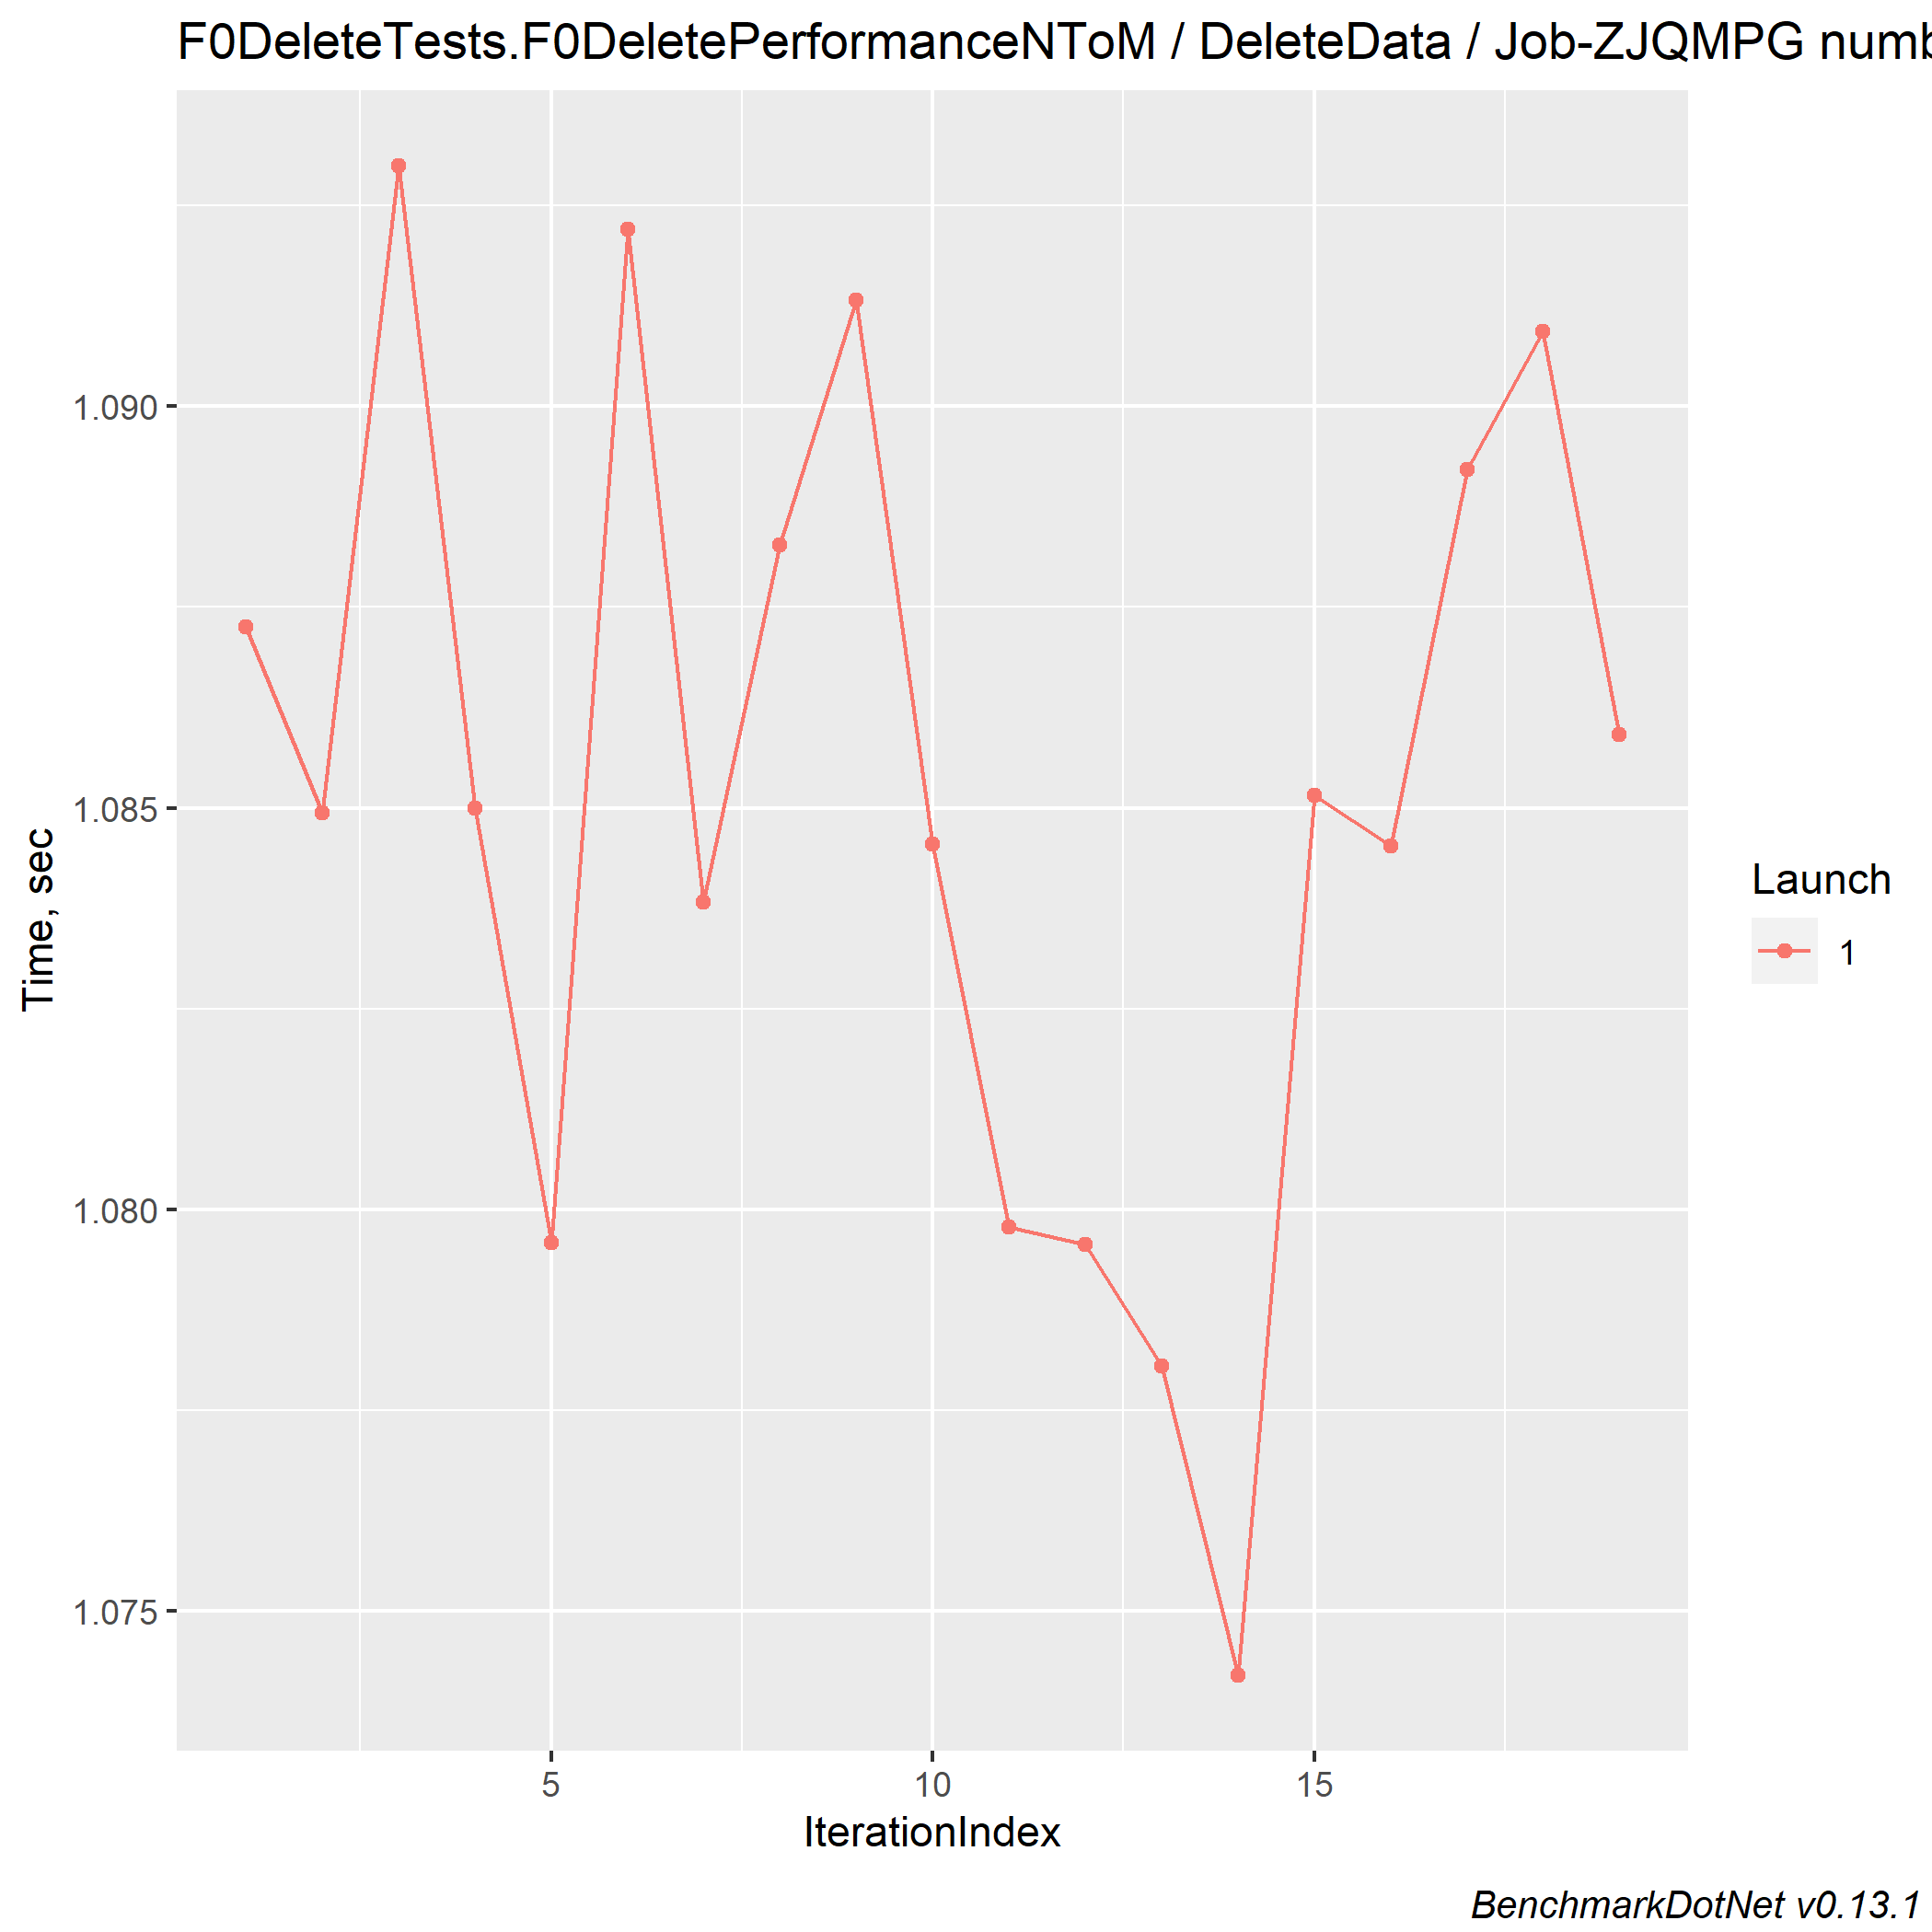 F0DeleteTests.F0DeletePerformanceNToM / DeleteData / Job-ZJQMPG numb
1.090
1.085
1.080
1.075
Time, sec
5 10 15
IterationIndex
Launch
1
BenchmarkDotNet v0.13.1